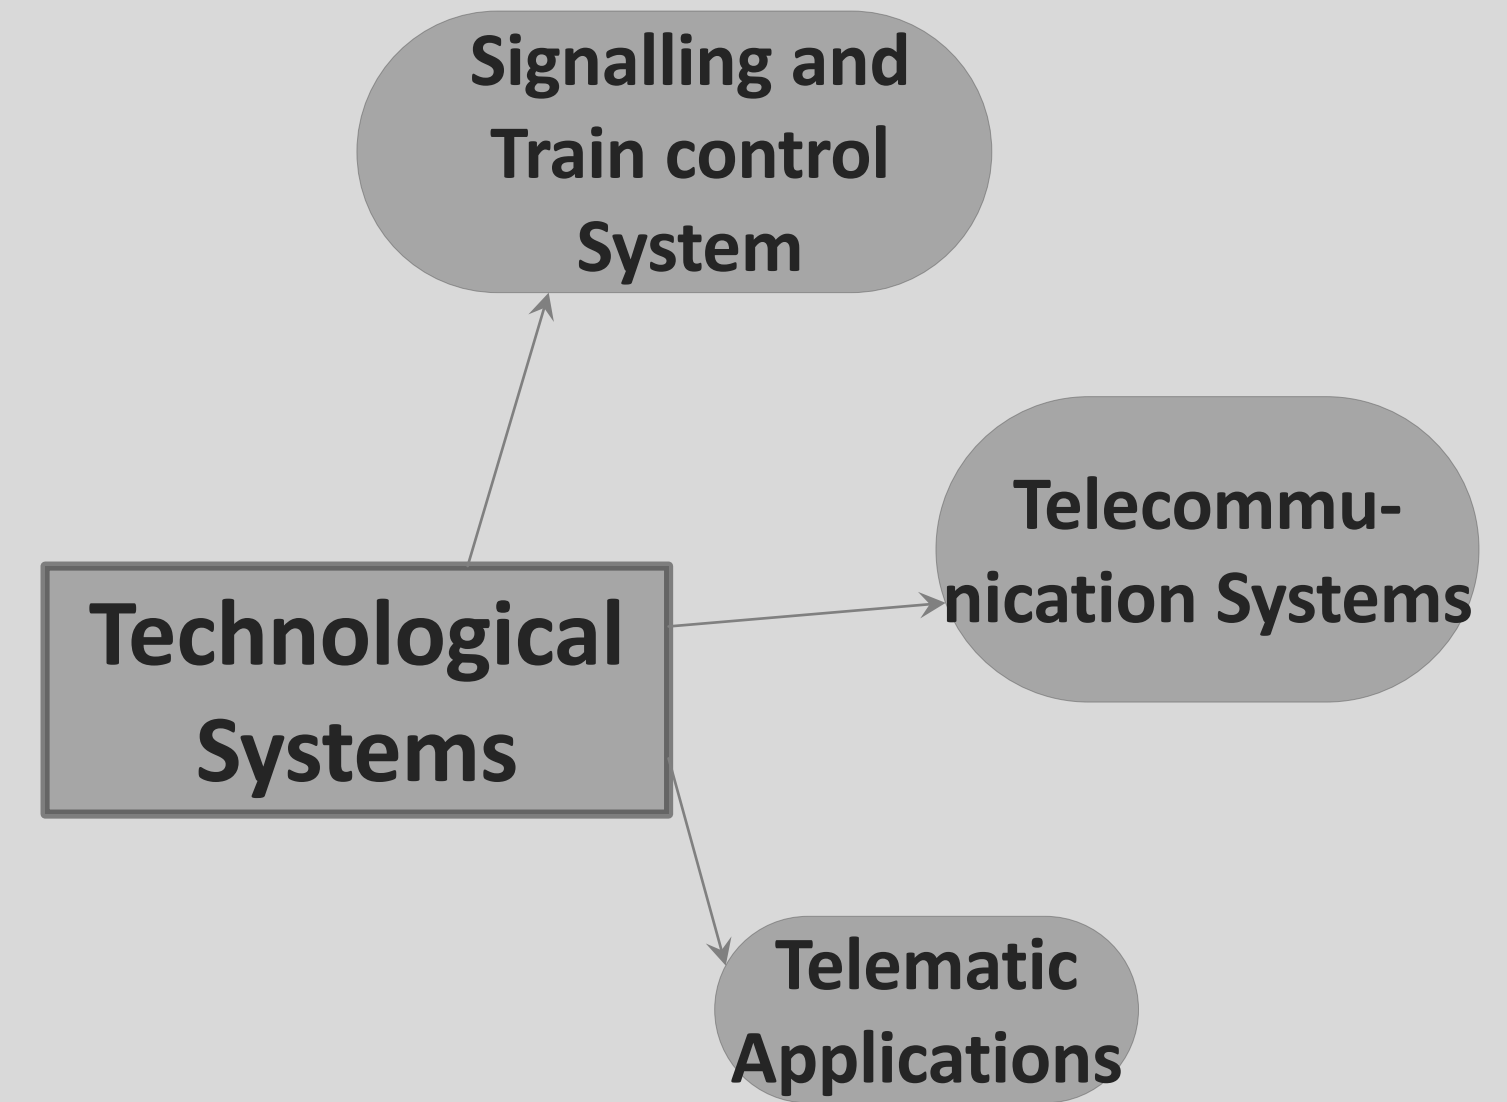 Signalling and
Train control
System
Telecommu-
nication Systems
Technological
Systems
Telematic
Applications